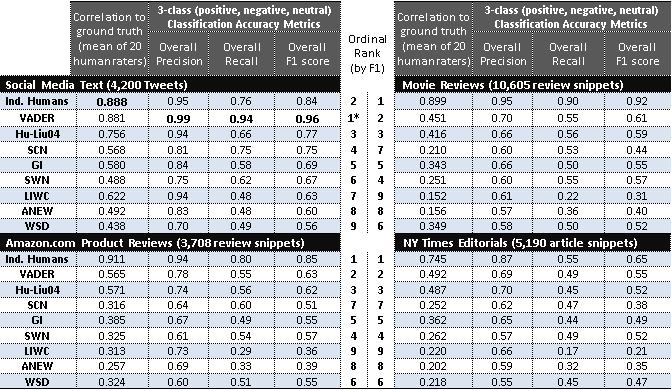 Correlation to ground truth (mean of 20 human raters) 3-class (positive, negative, neutral) Classification Accuracy Metrics Ordinal Rank (by F1) Correlation to ground truth (mean of 20 human raters) 3-class (positive, negative, neutral) Classification Accuracy Metrics
Overall Precision Overall Recall Overall F1 score Overall Precision Overall Recall Overall F1 score
Social Media Text (4,200 Tweets) Movie Reviews (10,605 review snippets)
Ind. Humans 0.888 0.95 0.76 0.84 2 1 0.899 0.95 0.90 0.92
VADER 0.881 0.99 0.94 0.96 1* 2 0.451 0.70 0.55 0.61
Hu-Liu04 0.756 0.94 0.66 0.77 3 3 0.416 0.66 0.56 0.59
SCN 0.568 0.81 0.75 0.75 4 7 0.210 0.60 0.53 0.44
GI 0.580 0.84 0.58 0.69 5 5 0.343 0.66 0.50 0.55
SWN 0.488 0.75 0.62 0.67 6 4 0.251 0.60 0.55 0.57
LIWC 0.622 0.94 0.48 0.63 7 9 0.152 0.61 0.22 0.31
ANEW 0.492 0.83 0.48 0.60 8 8 0.156 0.57 0.36 0.40
WSD 0.438 0.70 0.49 0.56 9 6 0.349 0.58 0.50 0.52
Amazon.com Product Reviews (3,708 review snippets) NY Times Editorials (5,190 article snippets)
Ind. Humans 0.911 0.94 0.80 0.85 1 1 0.745 0.87 0.55 0.65
VADER 0.565 0.78 0.55 0.63 2 2 0.492 0.69 0.49 0.55
Hu-Liu04 0.571 0.74 0.56 0.62 3 3 0.487 0.70 0.45 0.52
SCN 0.316 0.64 0.60 0.51 7 7 0.252 0.62 0.47 0.38
GI 0.385 0.67 0.49 0.55 5 5 0.362 0.65 0.44 0.49
SWN 0.325 0.61 0.54 0.57 4 4 0.262 0.57 0.49 0.52
LIWC 0.313 0.73 0.29 0.36 9 9 0.220 0.66 0.17 0.21
ANEW 0.257 0.69 0.33 0.39 8 8 0.202 0.59 0.32 0.35
WSD 0.324 0.60 0.51 0.55 6 6 0.218 0.55 0.45 0.47